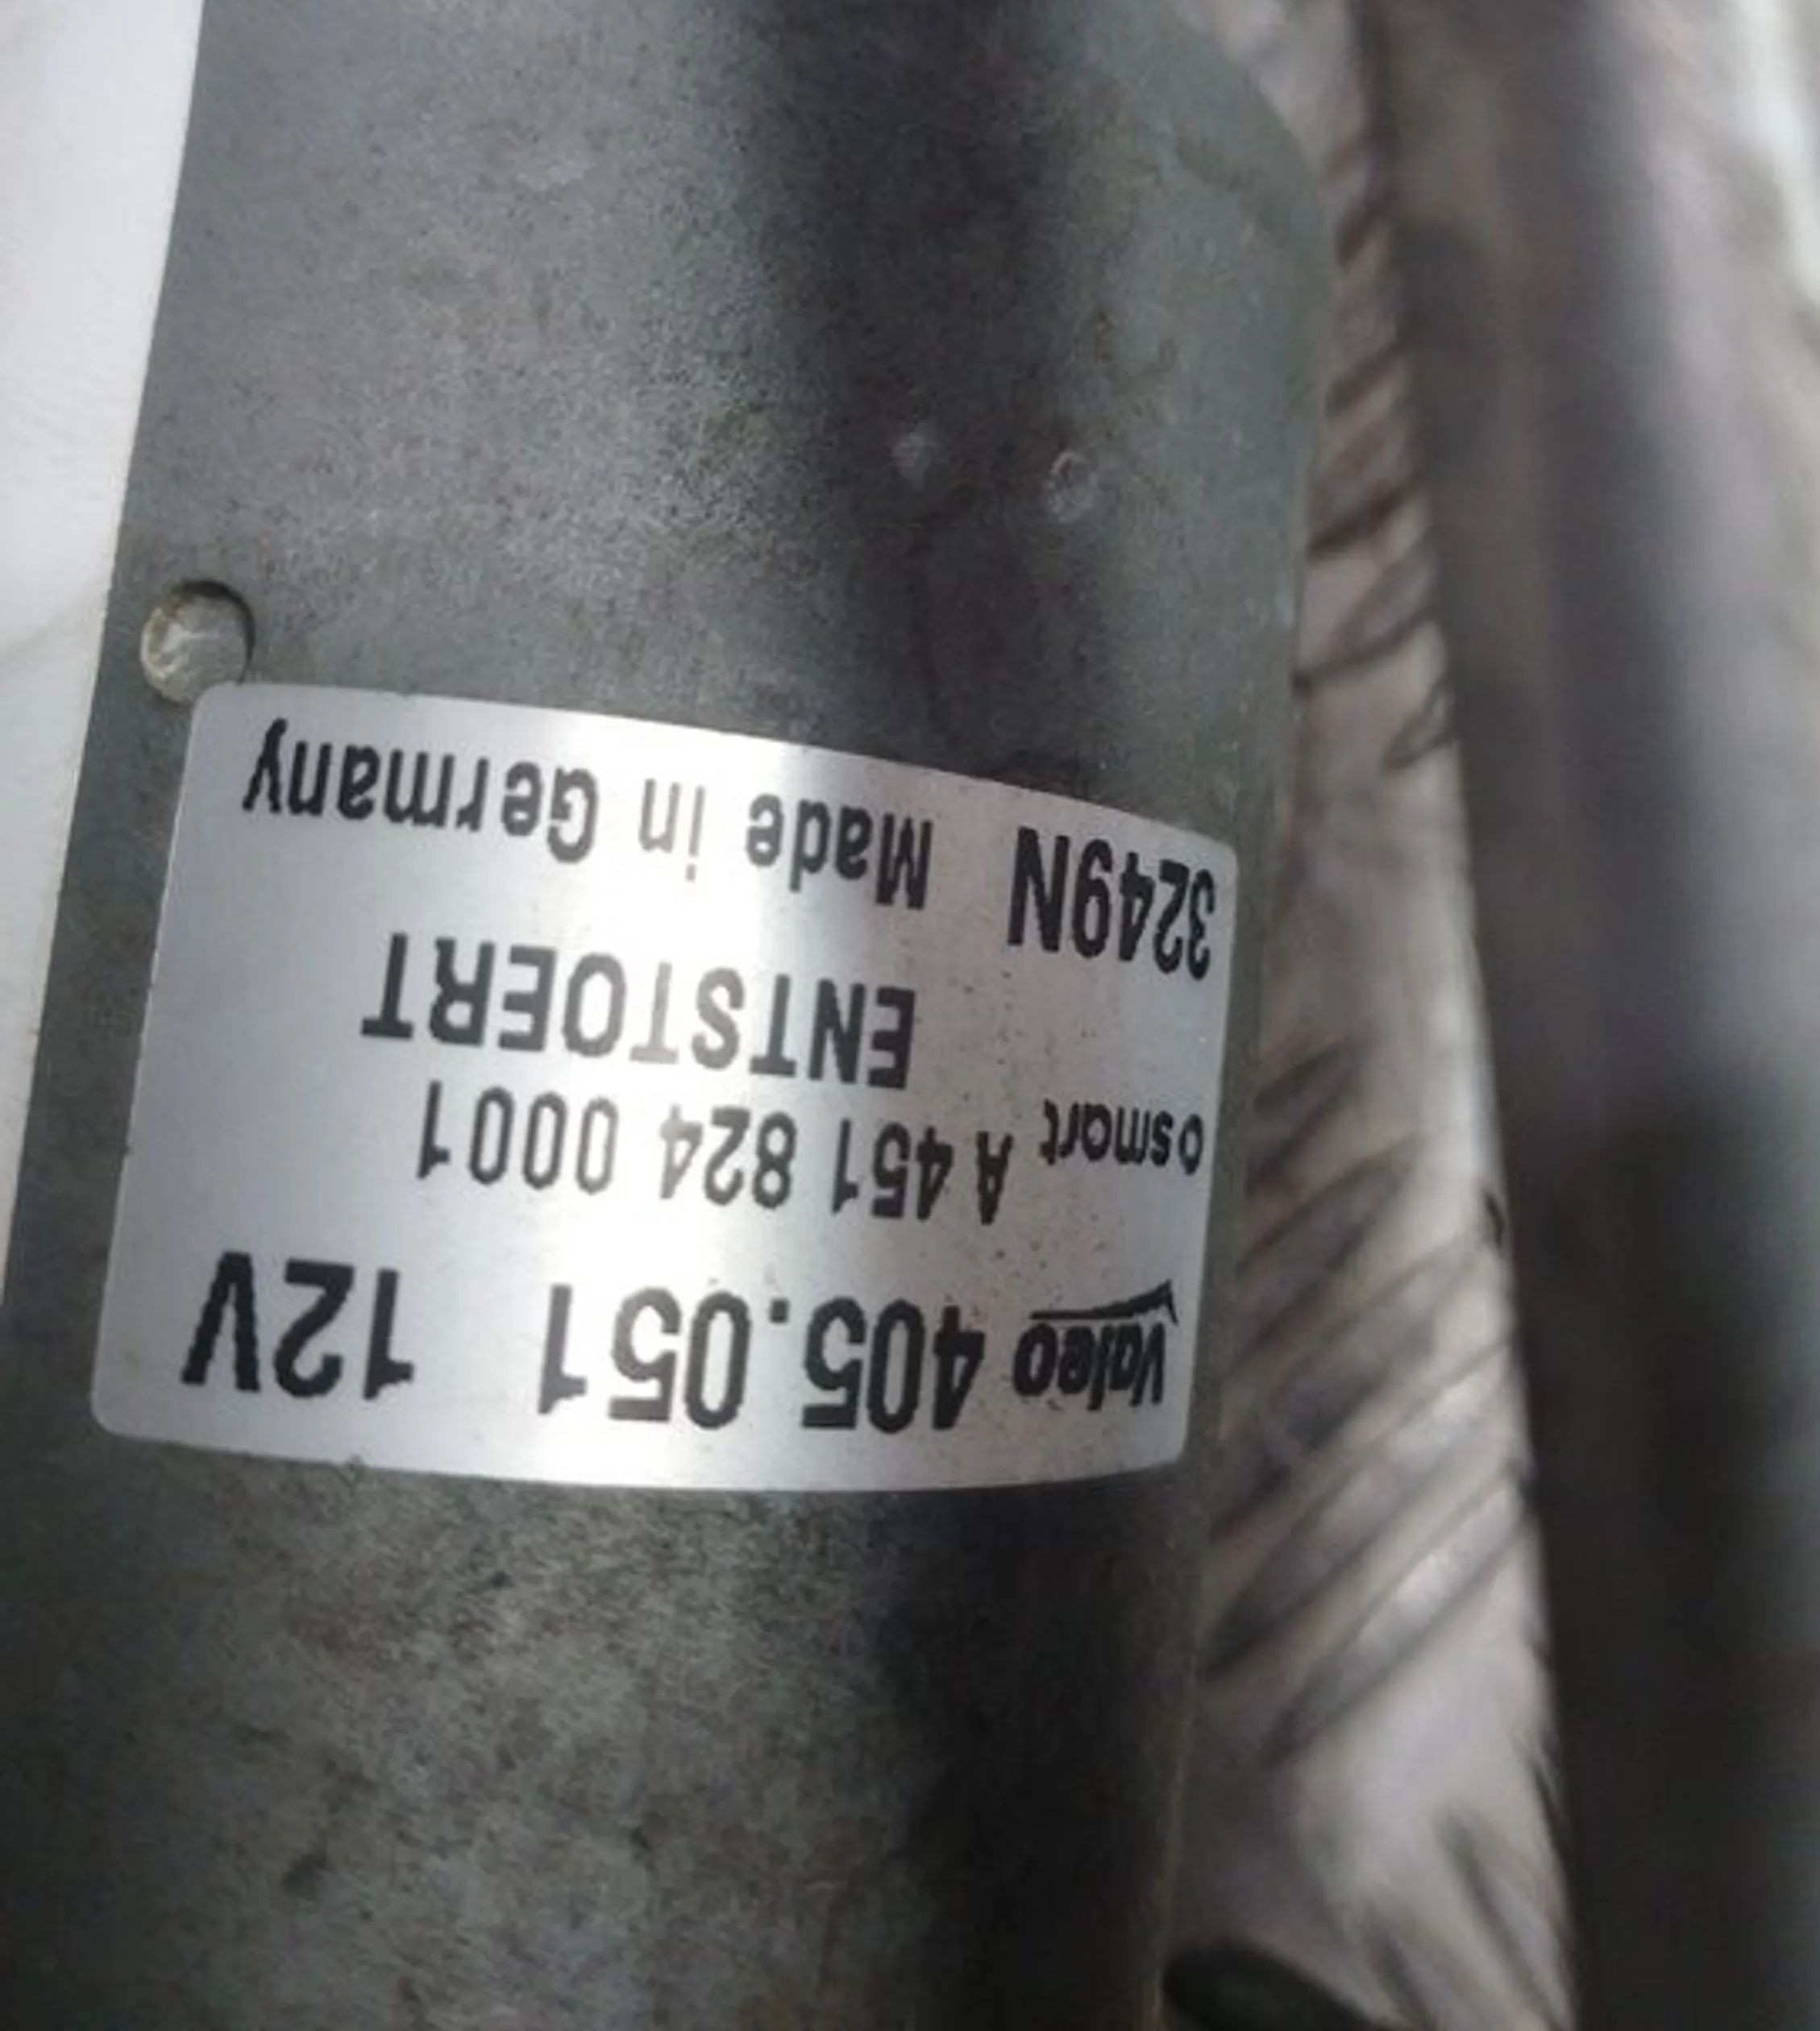 valeo 405.051 12V
smart A 451 824 0001
ENTSTOERT
3249N Made in Germany